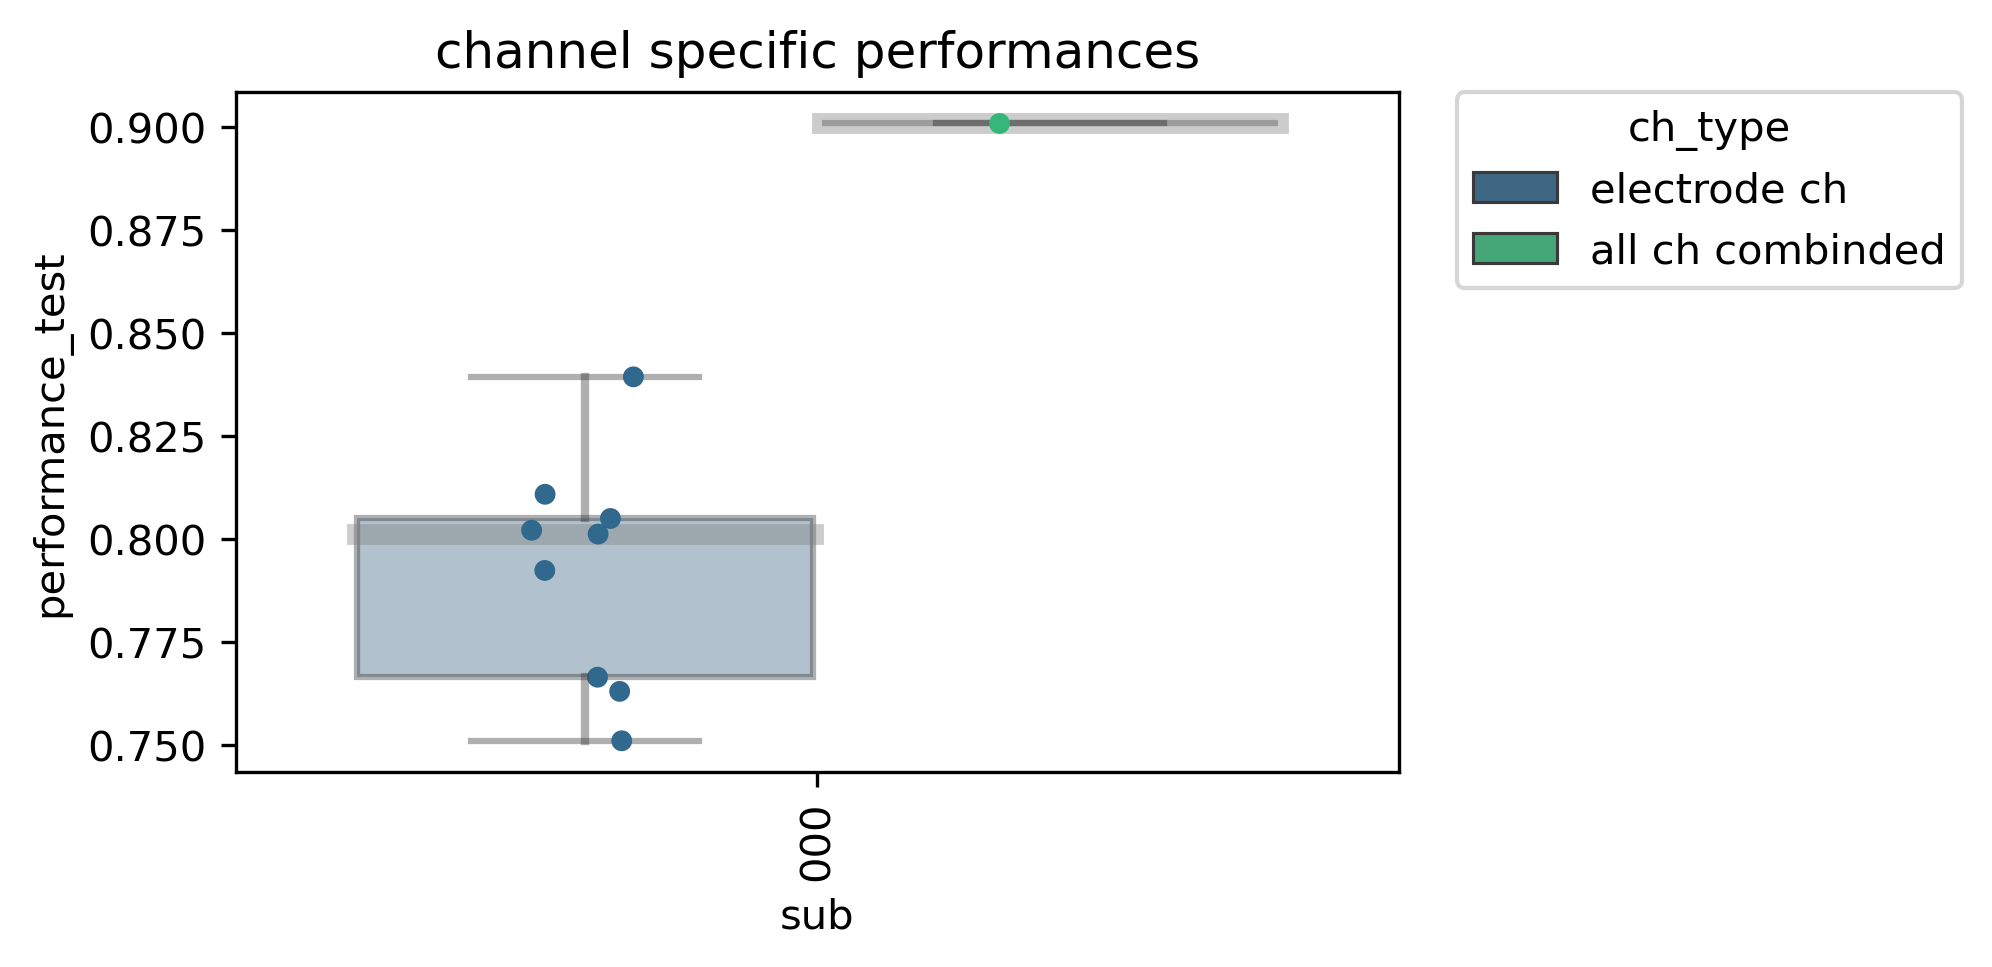 channel specific performances
performance_test
0.900
0.875
0.850
0.825
0.800
0.775
0.750
000
sub
ch_type
electrode ch
all ch combinded